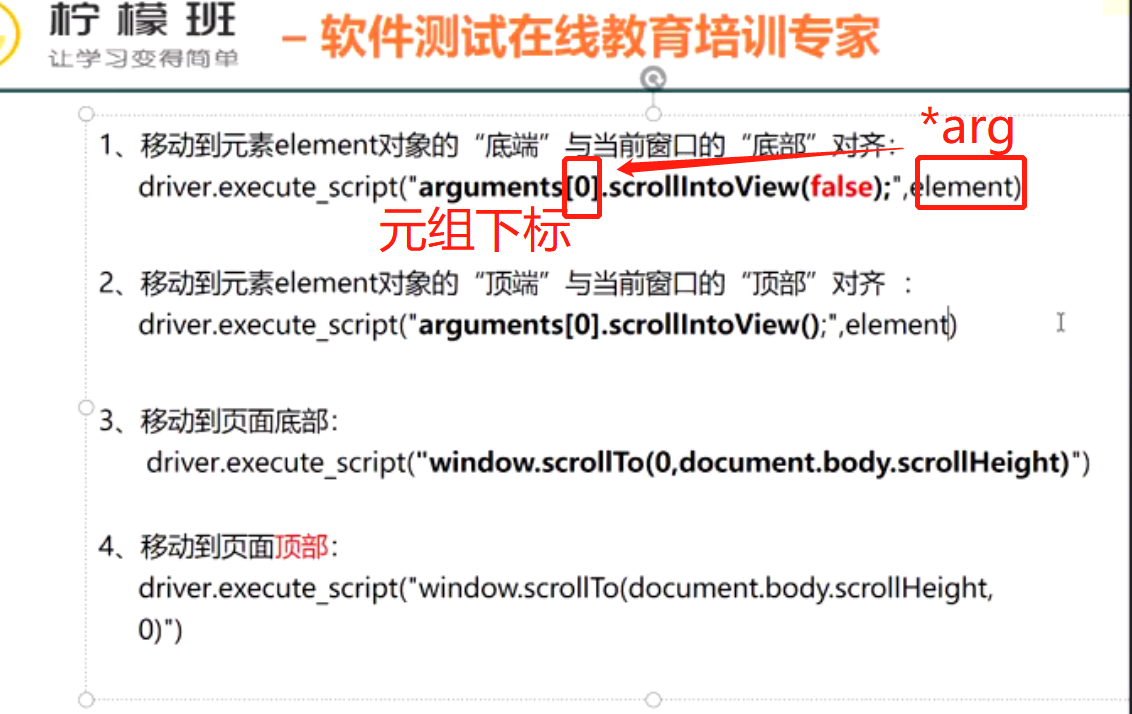 柠檬班
让学习变得简单
– 软件测试在线教育培训专家
*arg
1、移动到元素element对象的“底端”与当前窗口的“底部”对齐:
driver.execute_script("arguments[0].scrollIntoView(false);",element)
元组下标
2、移动到元素element对象的“顶端”与当前窗口的“顶部”对齐 :
driver.execute_script("arguments[0].scrollIntoView();",element)
3、移动到页面底部:
driver.execute_script("window.scrollTo(0,document.body.scrollHeight)")
4、移动到页面顶部:
driver.execute_script("window.scrollTo(document.body.scrollHeight,
0)")